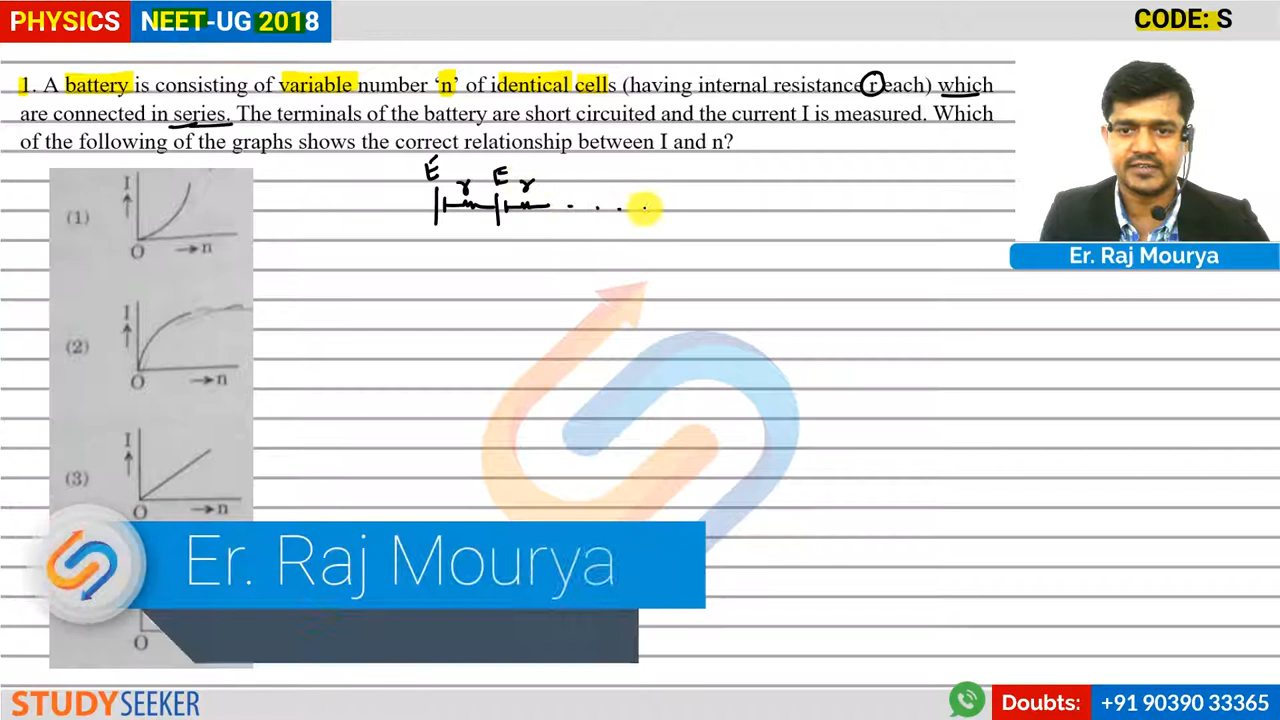 PHYSICS NEET-UG 2018
CODE: S
1. A battery is consisting of variable number ‘n’ of identical cells (having internal resistance r each) which
are connected in series. The terminals of the battery are short circuited and the current I is measured. Which
of the following of the graphs shows the correct relationship between I and n?
E r E r . . . .
Er. Raj Mourya
(1) I O n
(2) I O n
(3) I O n
Er. Raj Mourya
O
STUDY SEEKER
Doubts: +91 90390 33365